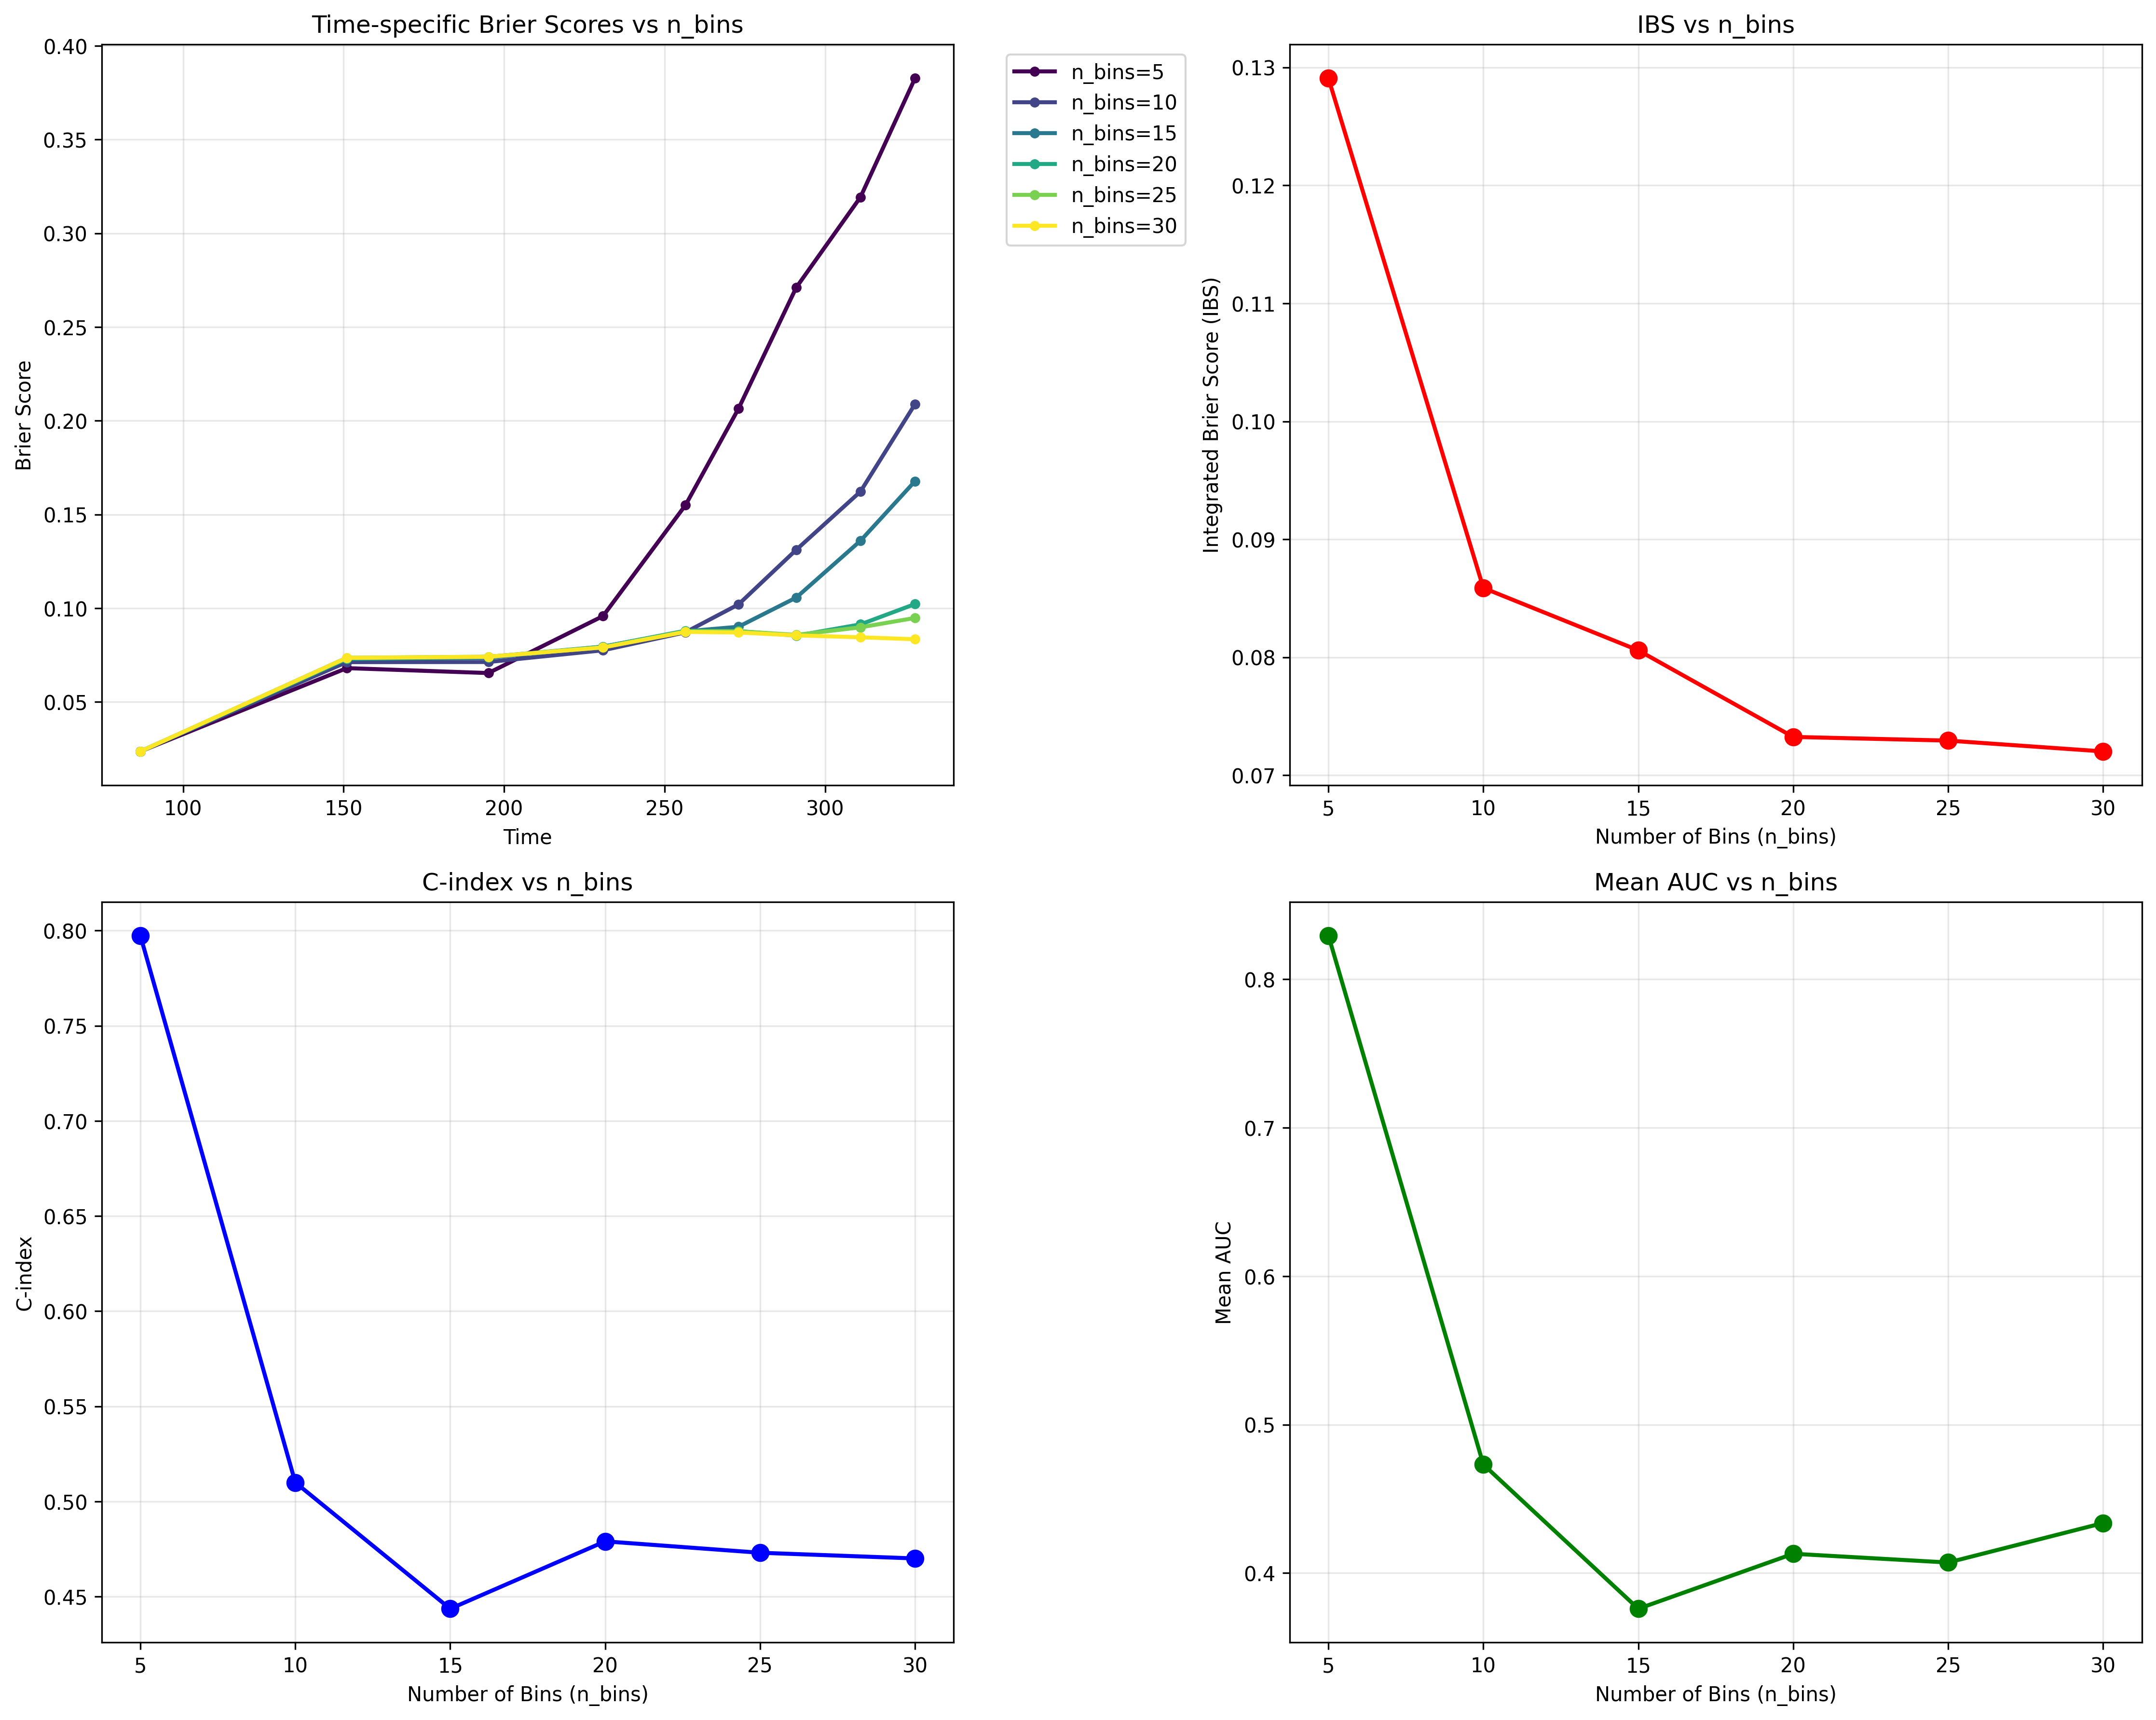 Time-specific Brier Scores vs n_bins
0.40
0.35
0.30
0.25
0.20
0.15
0.10
0.05
Brier Score
100
150
200
250
300
Time
n_bins=5
n_bins=10
n_bins=15
n_bins=20
n_bins=25
n_bins=30
IBS vs n_bins
0.13
0.12
0.11
0.10
0.09
0.08
0.07
Integrated Brier Score (IBS)
5
10
15
20
25
30
Number of Bins (n_bins)
C-index vs n_bins
0.80
0.75
0.70
0.65
0.60
0.55
0.50
0.45
C-index
5
10
15
20
25
30
Number of Bins (n_bins)
Mean AUC vs n_bins
0.8
0.7
0.6
0.5
0.4
Mean AUC
5
10
15
20
25
30
Number of Bins (n_bins)